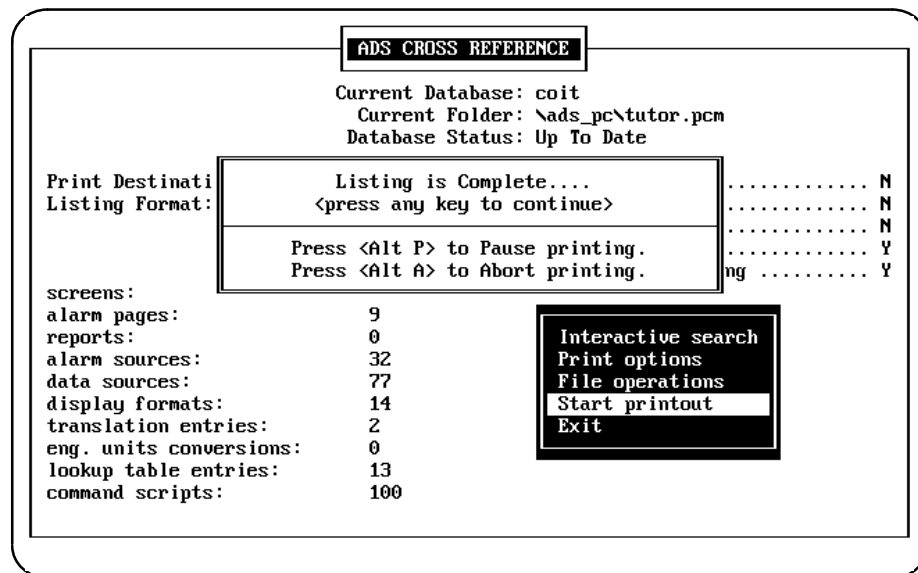 ADS CROSS REFERENCE
Current Database: coit
Current Folder: \ads_pc\tutor.pcm
Database Status: Up To Date
Print Destinati
Listing Format:
Listing is Complete....
<press any key to continue>
Press <Alt P> to Pause printing.
Press <Alt A> to Abort printing.
............. N
............. N
............. N
............. Y
ng .......... Y
screens:
alarm pages: 9
reports: 0
alarm sources: 32
data sources: 77
display formats: 14
translation entries: 2
eng. units conversions: 0
lookup table entries: 13
command scripts: 100
Interactive search
Print options
File operations
Start printout
Exit